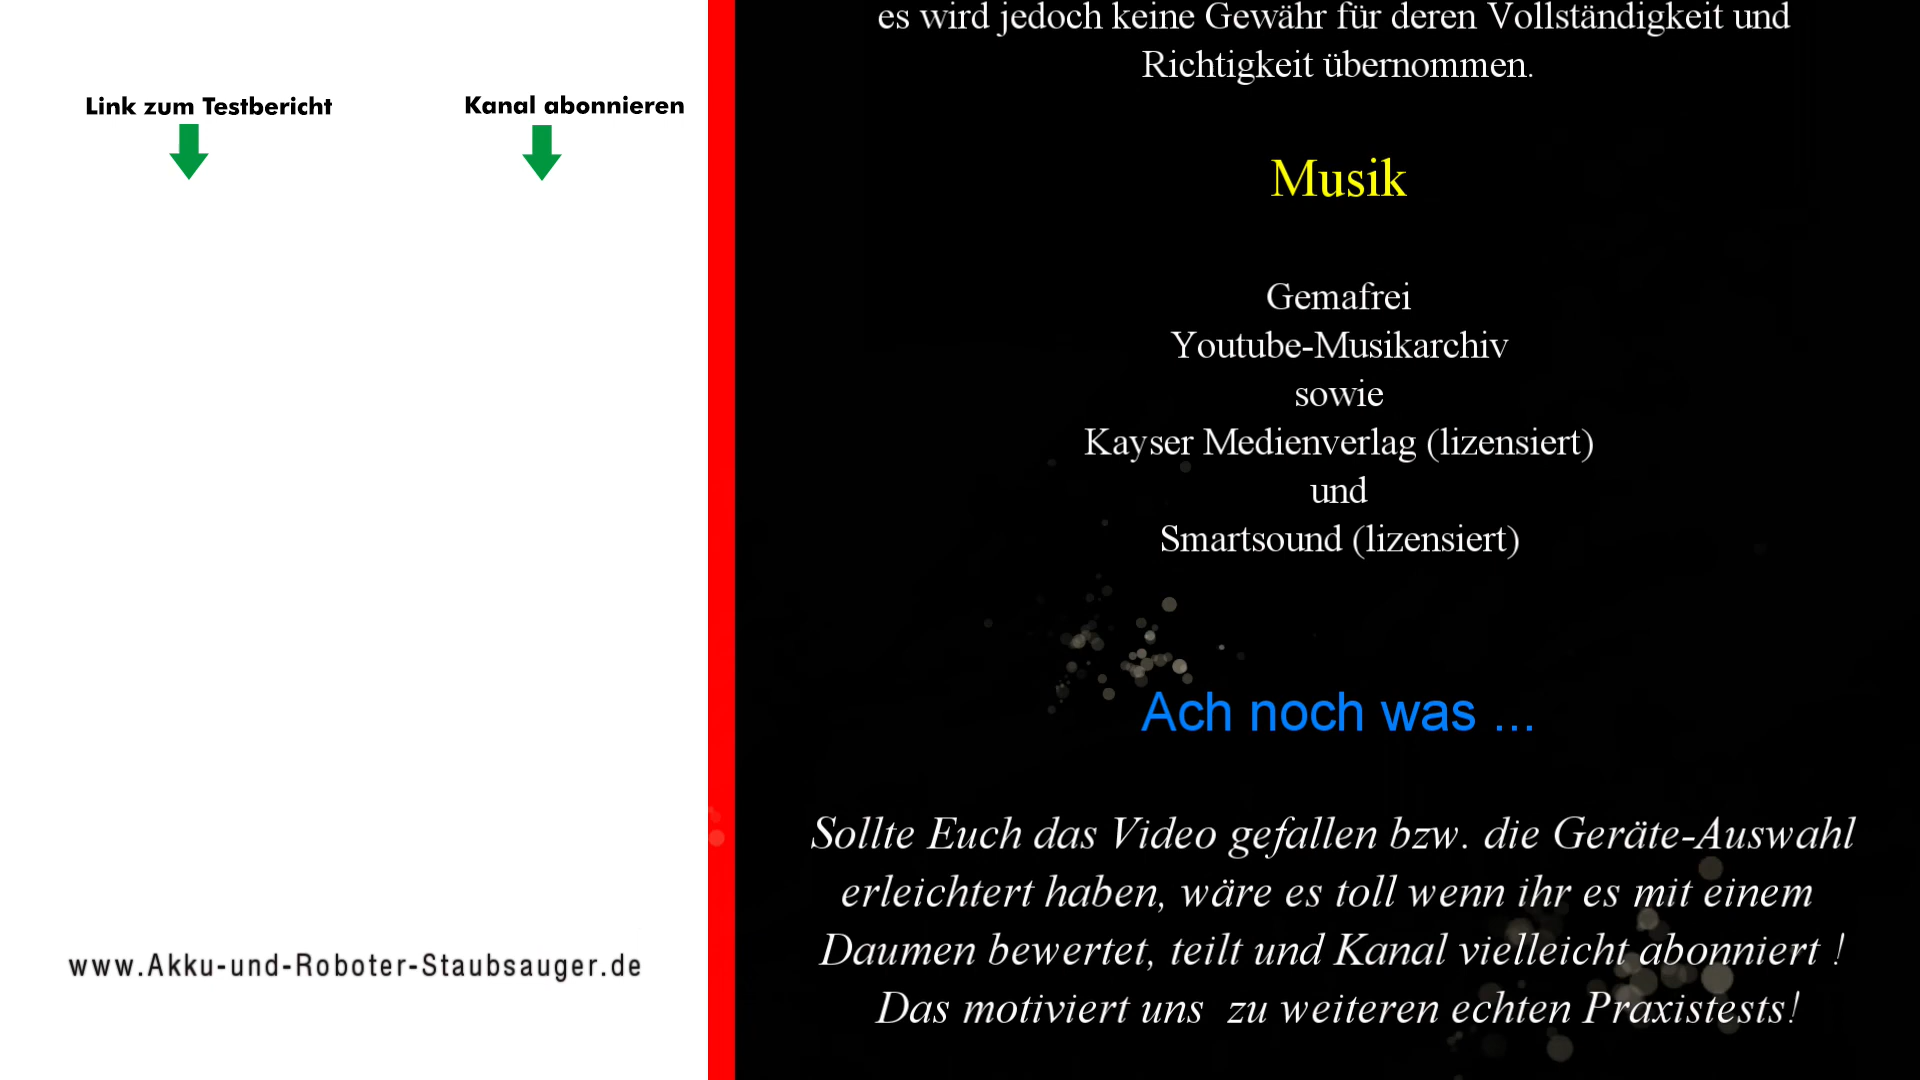 Link zum Testbericht
Kanal abonnieren
www.Akku-und-Roboter-Staubsauger.de
es wird jedoch keine Gewähr für deren Vollständigkeit und
Richtigkeit übernommen.
Musik
Gemafrei
Youtube-Musikarchiv
sowie
Kayser Medienverlag (lizensiert)
und
Smartsound (lizensiert)
Ach noch was ...
Sollte Euch das Video gefallen bzw. die Geräte-Auswahl
erleichtert haben, wäre es toll wenn ihr es mit einem
Daumen bewertet, teilt und Kanal vielleicht abonniert !
Das motiviert uns  zu weiteren echten Praxistests!